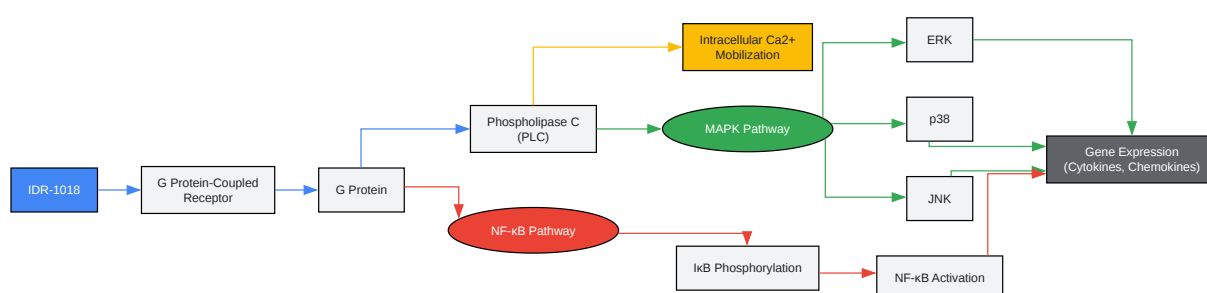 IDR-1018
G Protein-Coupled
Receptor
G Protein
Phospholipase C
(PLC)
Intracellular Ca2+
Mobilization
MAPK Pathway
ERK
p38
JNK
Gene Expression
(Cytokines, Chemokines)
NF-κB Pathway
IκB Phosphorylation
NF-κB Activation